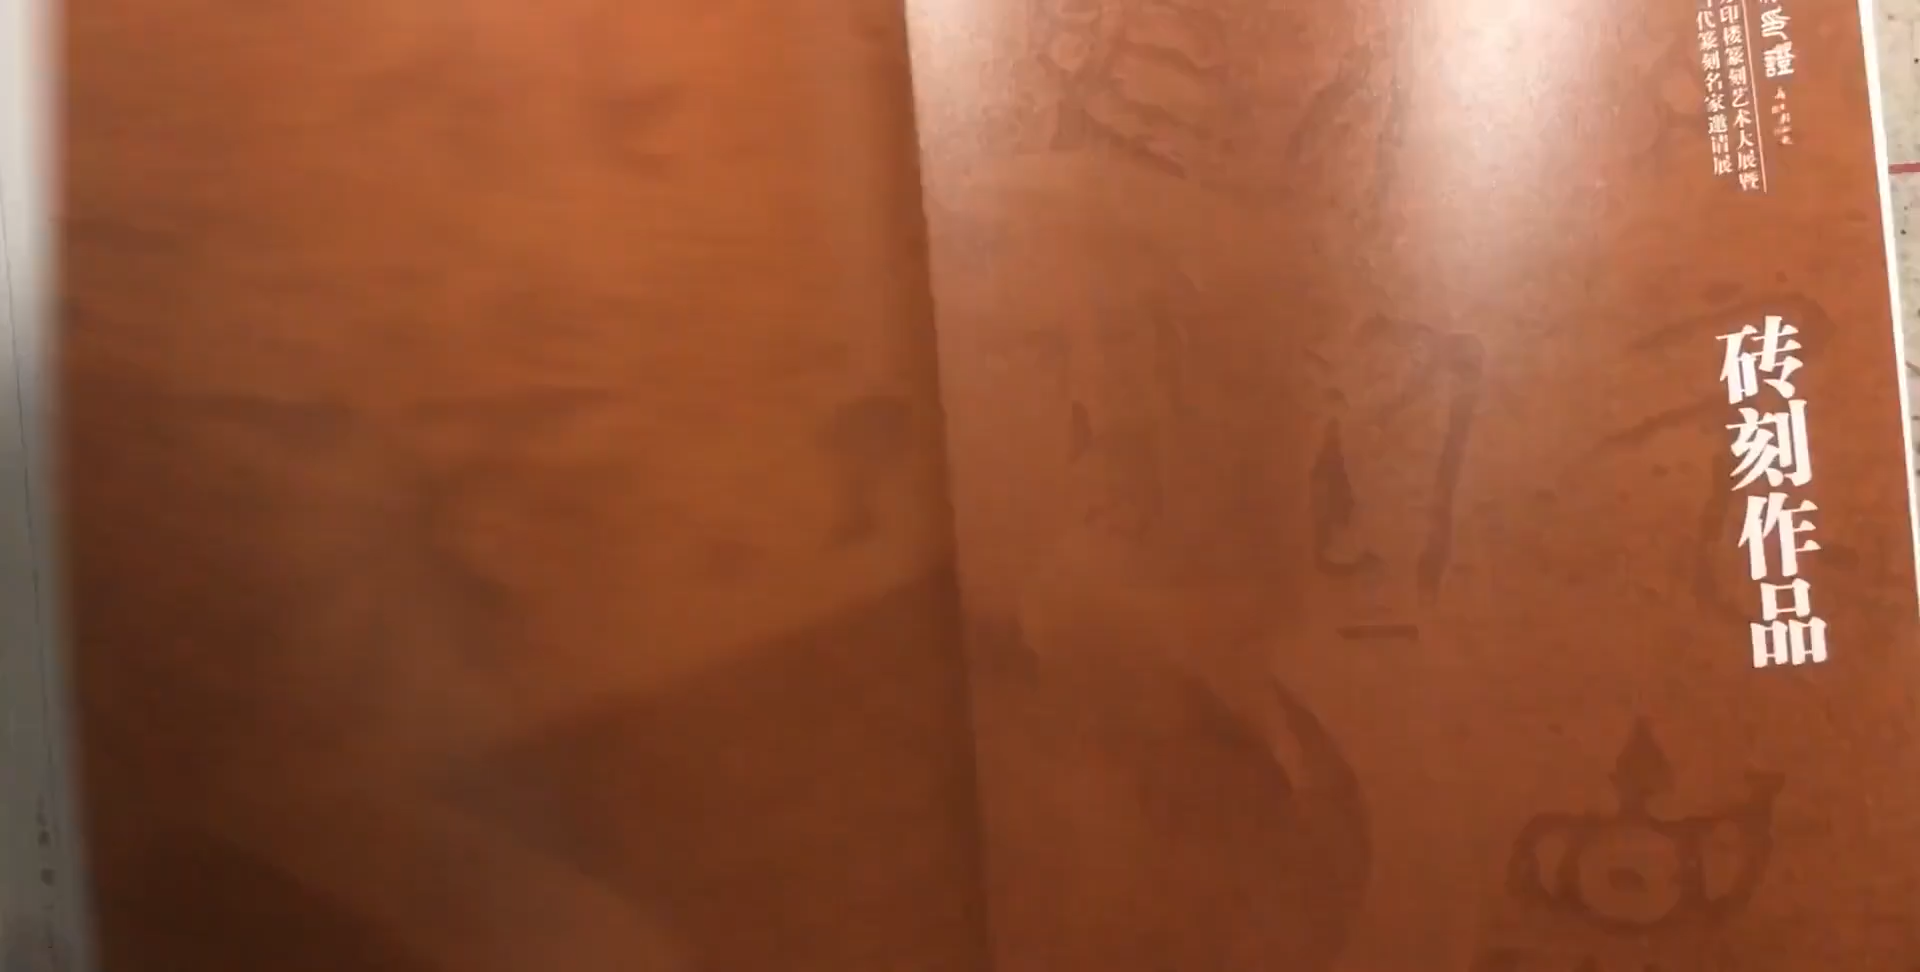 印楼篆刻艺术大展暨
代篆刻名家邀请展
砖刻作品